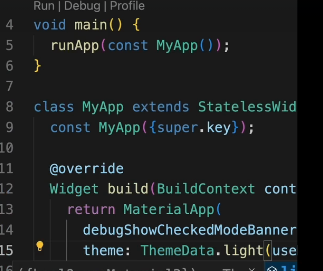 Run | Debug | Profile
4 void main() {
5 runApp(const MyApp());
6 }
7
8 class MyApp extends StatelessWid
9 const MyApp({super.key});
10
11 @override
12 Widget build(BuildContext cont
13 return MaterialApp(
14 debugShowCheckedModeBanner
15 theme: ThemeData.light(use
16